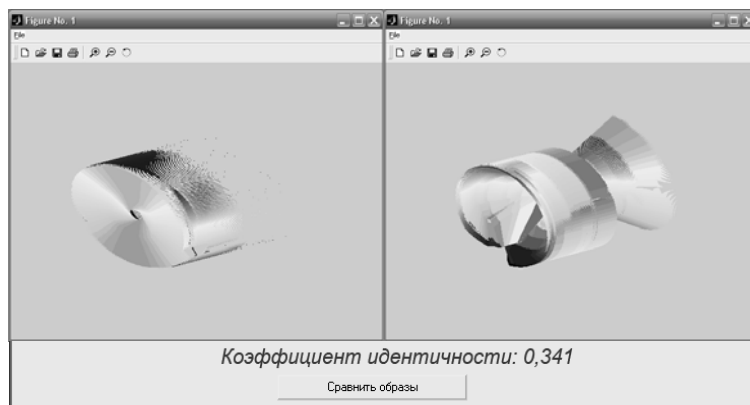 Figure No. 1
File
Figure No. 1
File
Коэффициент идентичности: 0,341
Сравнить образы